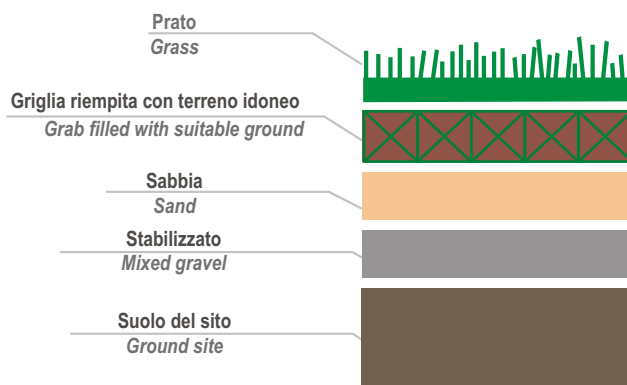 Prato
Grass
Griglia riempita con terreno idoneo
Grab filled with suitable ground
Sabbia
Sand
Stabilizzato
Mixed gravel
Suolo del sito
Ground site